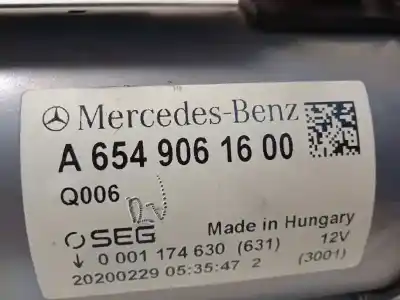 Mercedes-Benz
A 654 906 16 00
Q006
SEG Made in Hungary
↓ 0 001 174 630 (631) 12V
20200229 05:35:47 2 (3001)